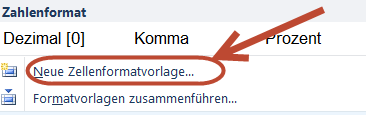 Zahlenformat
Dezimal [0] Komma Prozent
Neue Zellenformatvorlage...
Formatvorlagen zusammenführen...